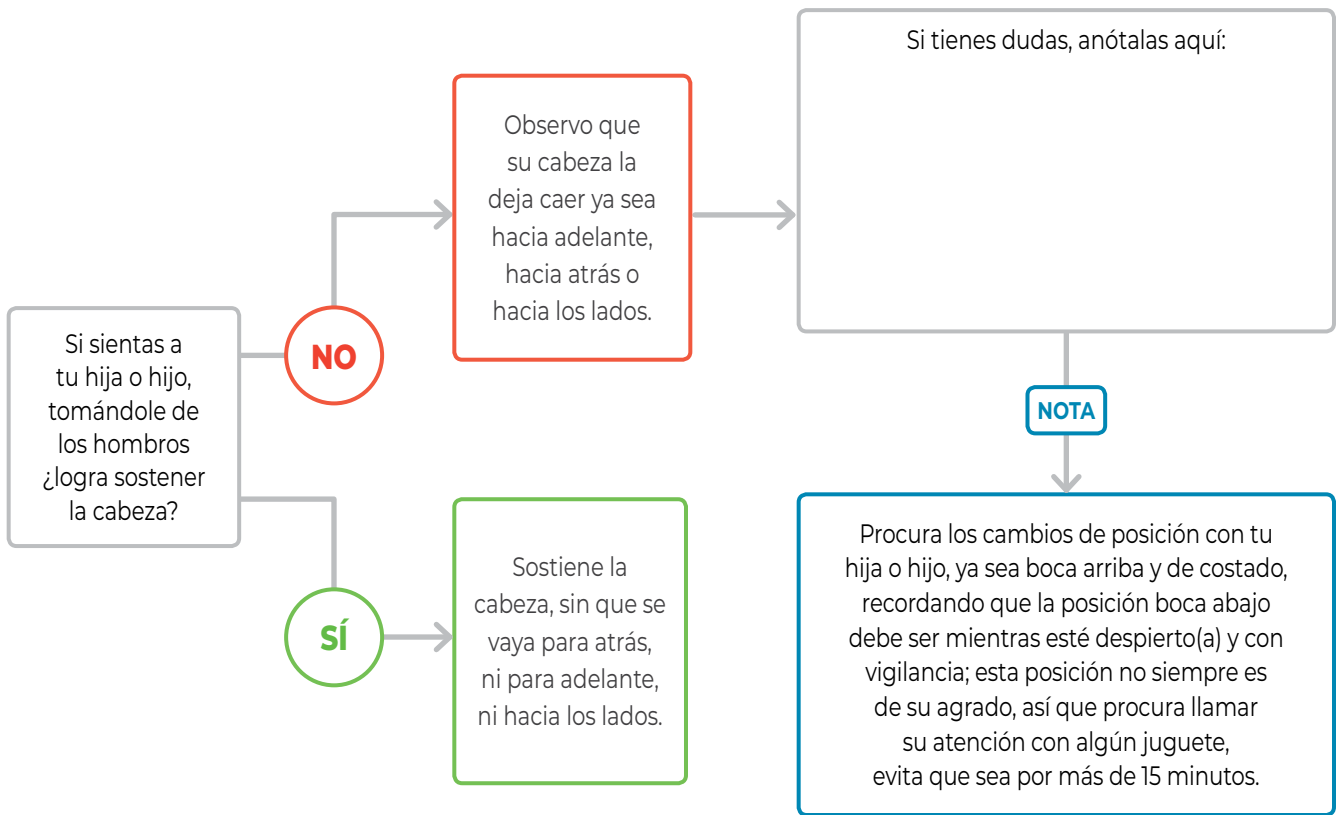 Si sientas a
tu hija o hijo,
tomándole de
los hombros
¿logra sostener
la cabeza?
NO
Observo que
su cabeza la
deja caer ya sea
hacia adelante,
hacia atrás o
hacia los lados.
Si tienes dudas, anótalas aquí:
NOTA
Procura los cambios de posición con tu
hija o hijo, ya sea boca arriba y de costado,
recordando que la posición boca abajo
debe ser mientras esté despierto(a) y con
vigilancia; esta posición no siempre es
de su agrado, así que procura llamar
su atención con algún juguete,
evita que sea por más de 15 minutos.
SÍ
Sostiene la
cabeza, sin que se
vaya para atrás,
ni para adelante,
ni hacia los lados.